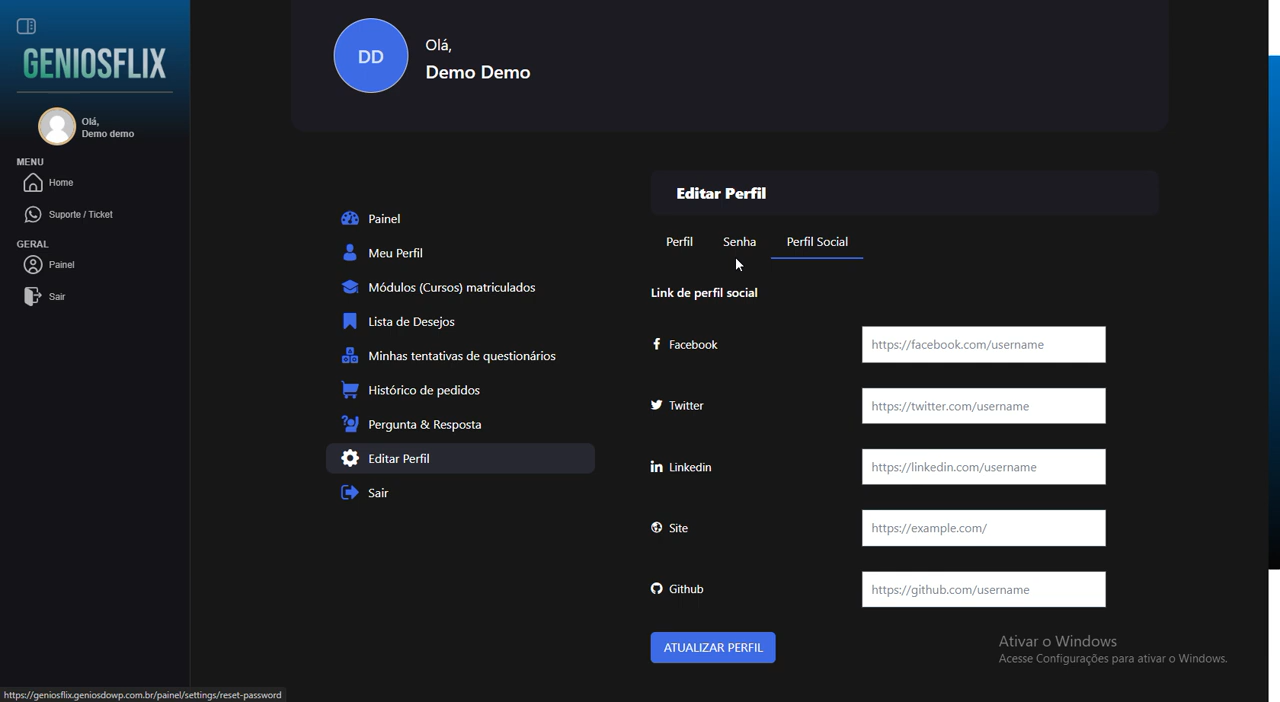 GENIOSFLIX
Olá,
Demo demo
MENU
Home
Suporte / Ticket
GERAL
Painel
Sair
DD
Olá,
Demo Demo
Painel
Meu Perfil
Módulos (Cursos) matriculados
Lista de Desejos
Minhas tentativas de questionários
Histórico de pedidos
Pergunta & Resposta
Editar Perfil
Sair
Editar Perfil
Perfil Senha Perfil Social
Link de perfil social
Facebook https://facebook.com/username
Twitter https://twitter.com/username
Linkedin https://linkedin.com/username
Site https://example.com/
Github https://github.com/username
ATUALIZAR PERFIL
Ativar o Windows
Acesse Configurações para ativar o Windows.
https://geniosflix.geniosdowp.com.br/painel/settings/reset-password